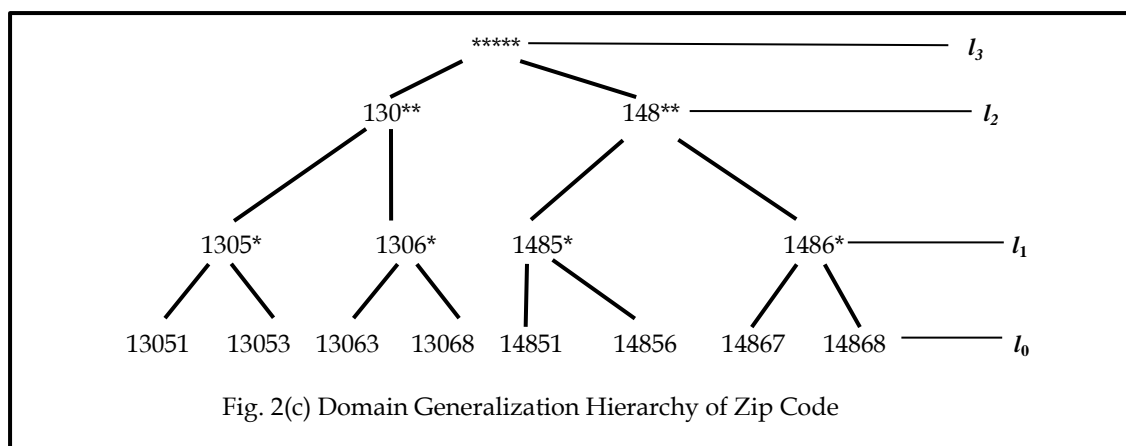 ***** l3
130** 148** l2
1305* 1306* 1485* 1486* l1
13051 13053 13063 13068 14851 14856 14867 14868 l0
Fig. 2(c) Domain Generalization Hierarchy of Zip Code